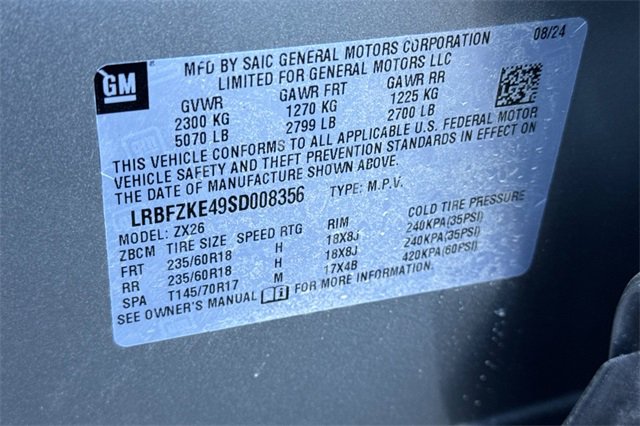 GM
MFD BY SAIC GENERAL MOTORS CORPORATION 08/24
LIMITED FOR GENERAL MOTORS LLC
GVWR GAWR FRT GAWR RR
2300 KG 1270 KG 1225 KG
5070 LB 2799 LB 2700 LB
THIS VEHICLE CONFORMS TO ALL APPLICABLE U.S. FEDERAL MOTOR
VEHICLE SAFETY AND THEFT PREVENTION STANDARDS IN EFFECT ON
THE DATE OF MANUFACTURE SHOWN ABOVE.
LRBFZKE49SD008356 TYPE: M.P.V.
MODEL: ZX26
ZBCM TIRE SIZE SPEED RTG RIM COLD TIRE PRESSURE
FRT 235/60R18 H 18X8J 240KPA(35PSI)
RR 235/60R18 H 18X8J 240KPA(35PSI)
SPA T145/70R17 M 17X4B 420KPA(60PSI)
SEE OWNER'S MANUAL FOR MORE INFORMATION.